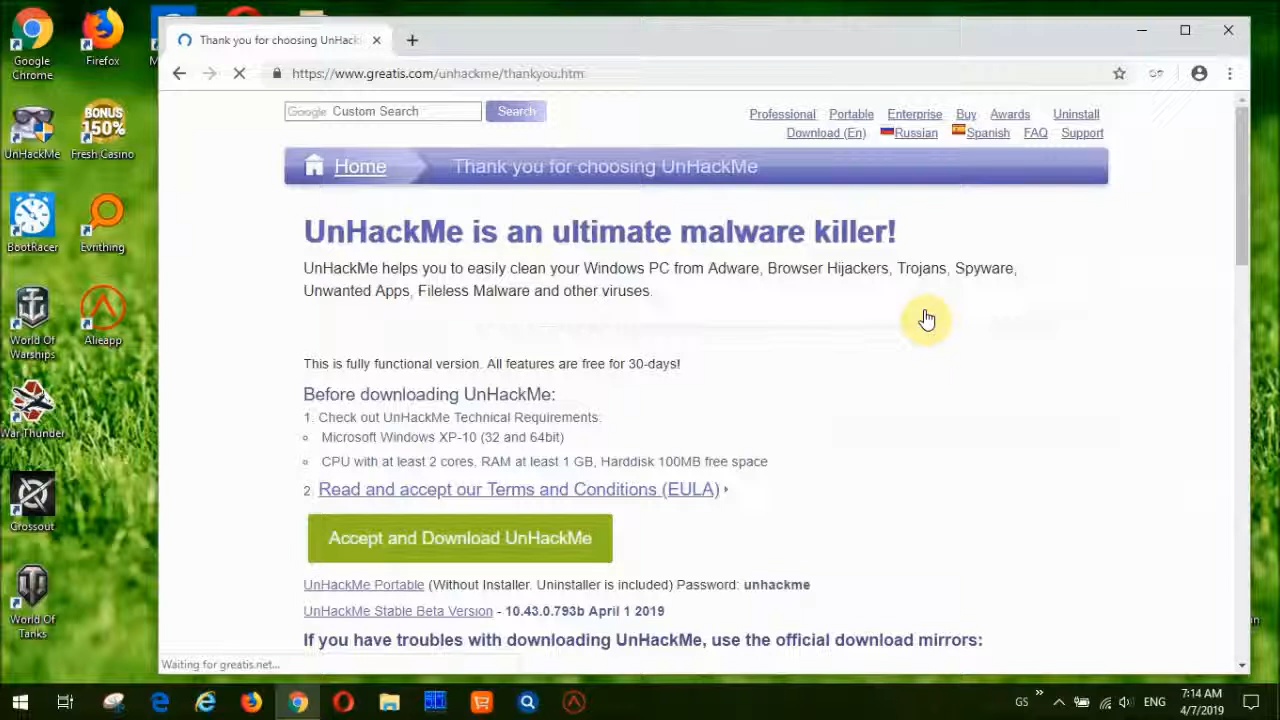 Google Chrome
Firefox
UnHackMe
BONUS 150%
Fresh Casino
BootRacer
Evrithing
World Of Warships
Alieapp
War Thunder
Crossout
World Of Tanks
Thank you for choosing UnHack
https://www.greatis.com/unhackme/thankyou.htm
Google Custom Search
Search
Professional Portable Enterprise Buy Awards Uninstall
Download (En) Russian Spanish FAQ Support
Home Thank you for choosing UnHackMe
UnHackMe is an ultimate malware killer!
UnHackMe helps you to easily clean your Windows PC from Adware, Browser Hijackers, Trojans, Spyware,
Unwanted Apps, Fileless Malware and other viruses.
This is fully functional version. All features are free for 30-days!
Before downloading UnHackMe:
1. Check out UnHackMe Technical Requirements:
Microsoft Windows XP-10 (32 and 64bit)
CPU with at least 2 cores, RAM at least 1 GB, Harddisk 100MB free space
2. Read and accept our Terms and Conditions (EULA)
Accept and Download UnHackMe
UnHackMe Portable (Without Installer. Uninstaller is included) Password: unhackme
UnHackMe Stable Beta Version - 10.43.0.793b April 1 2019
If you have troubles with downloading UnHackMe, use the official download mirrors:
Waiting for greatis.net...
GS
ENG
7:14 AM
4/7/2019